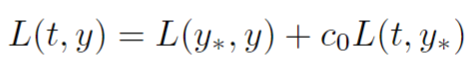 L(t, y) = L(y_*, y) + c_0 L(t, y_*)